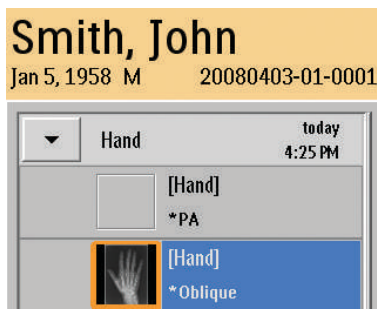 Smith, John
Jan 5, 1958 M 20080403-01-0001
Hand today
4:25 PM
[Hand]
*PA
[Hand]
*Oblique